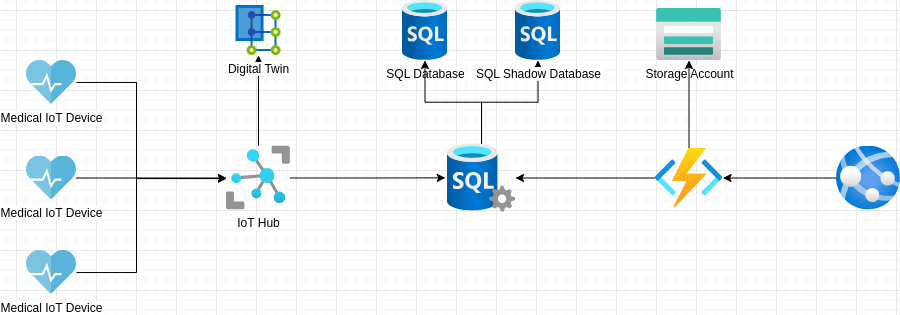 Digital Twin
SQL
SQL Database
SQL
SQL Shadow Database
Storage Account
Medical IoT Device
Medical IoT Device
Medical IoT Device
IoT Hub
SQL